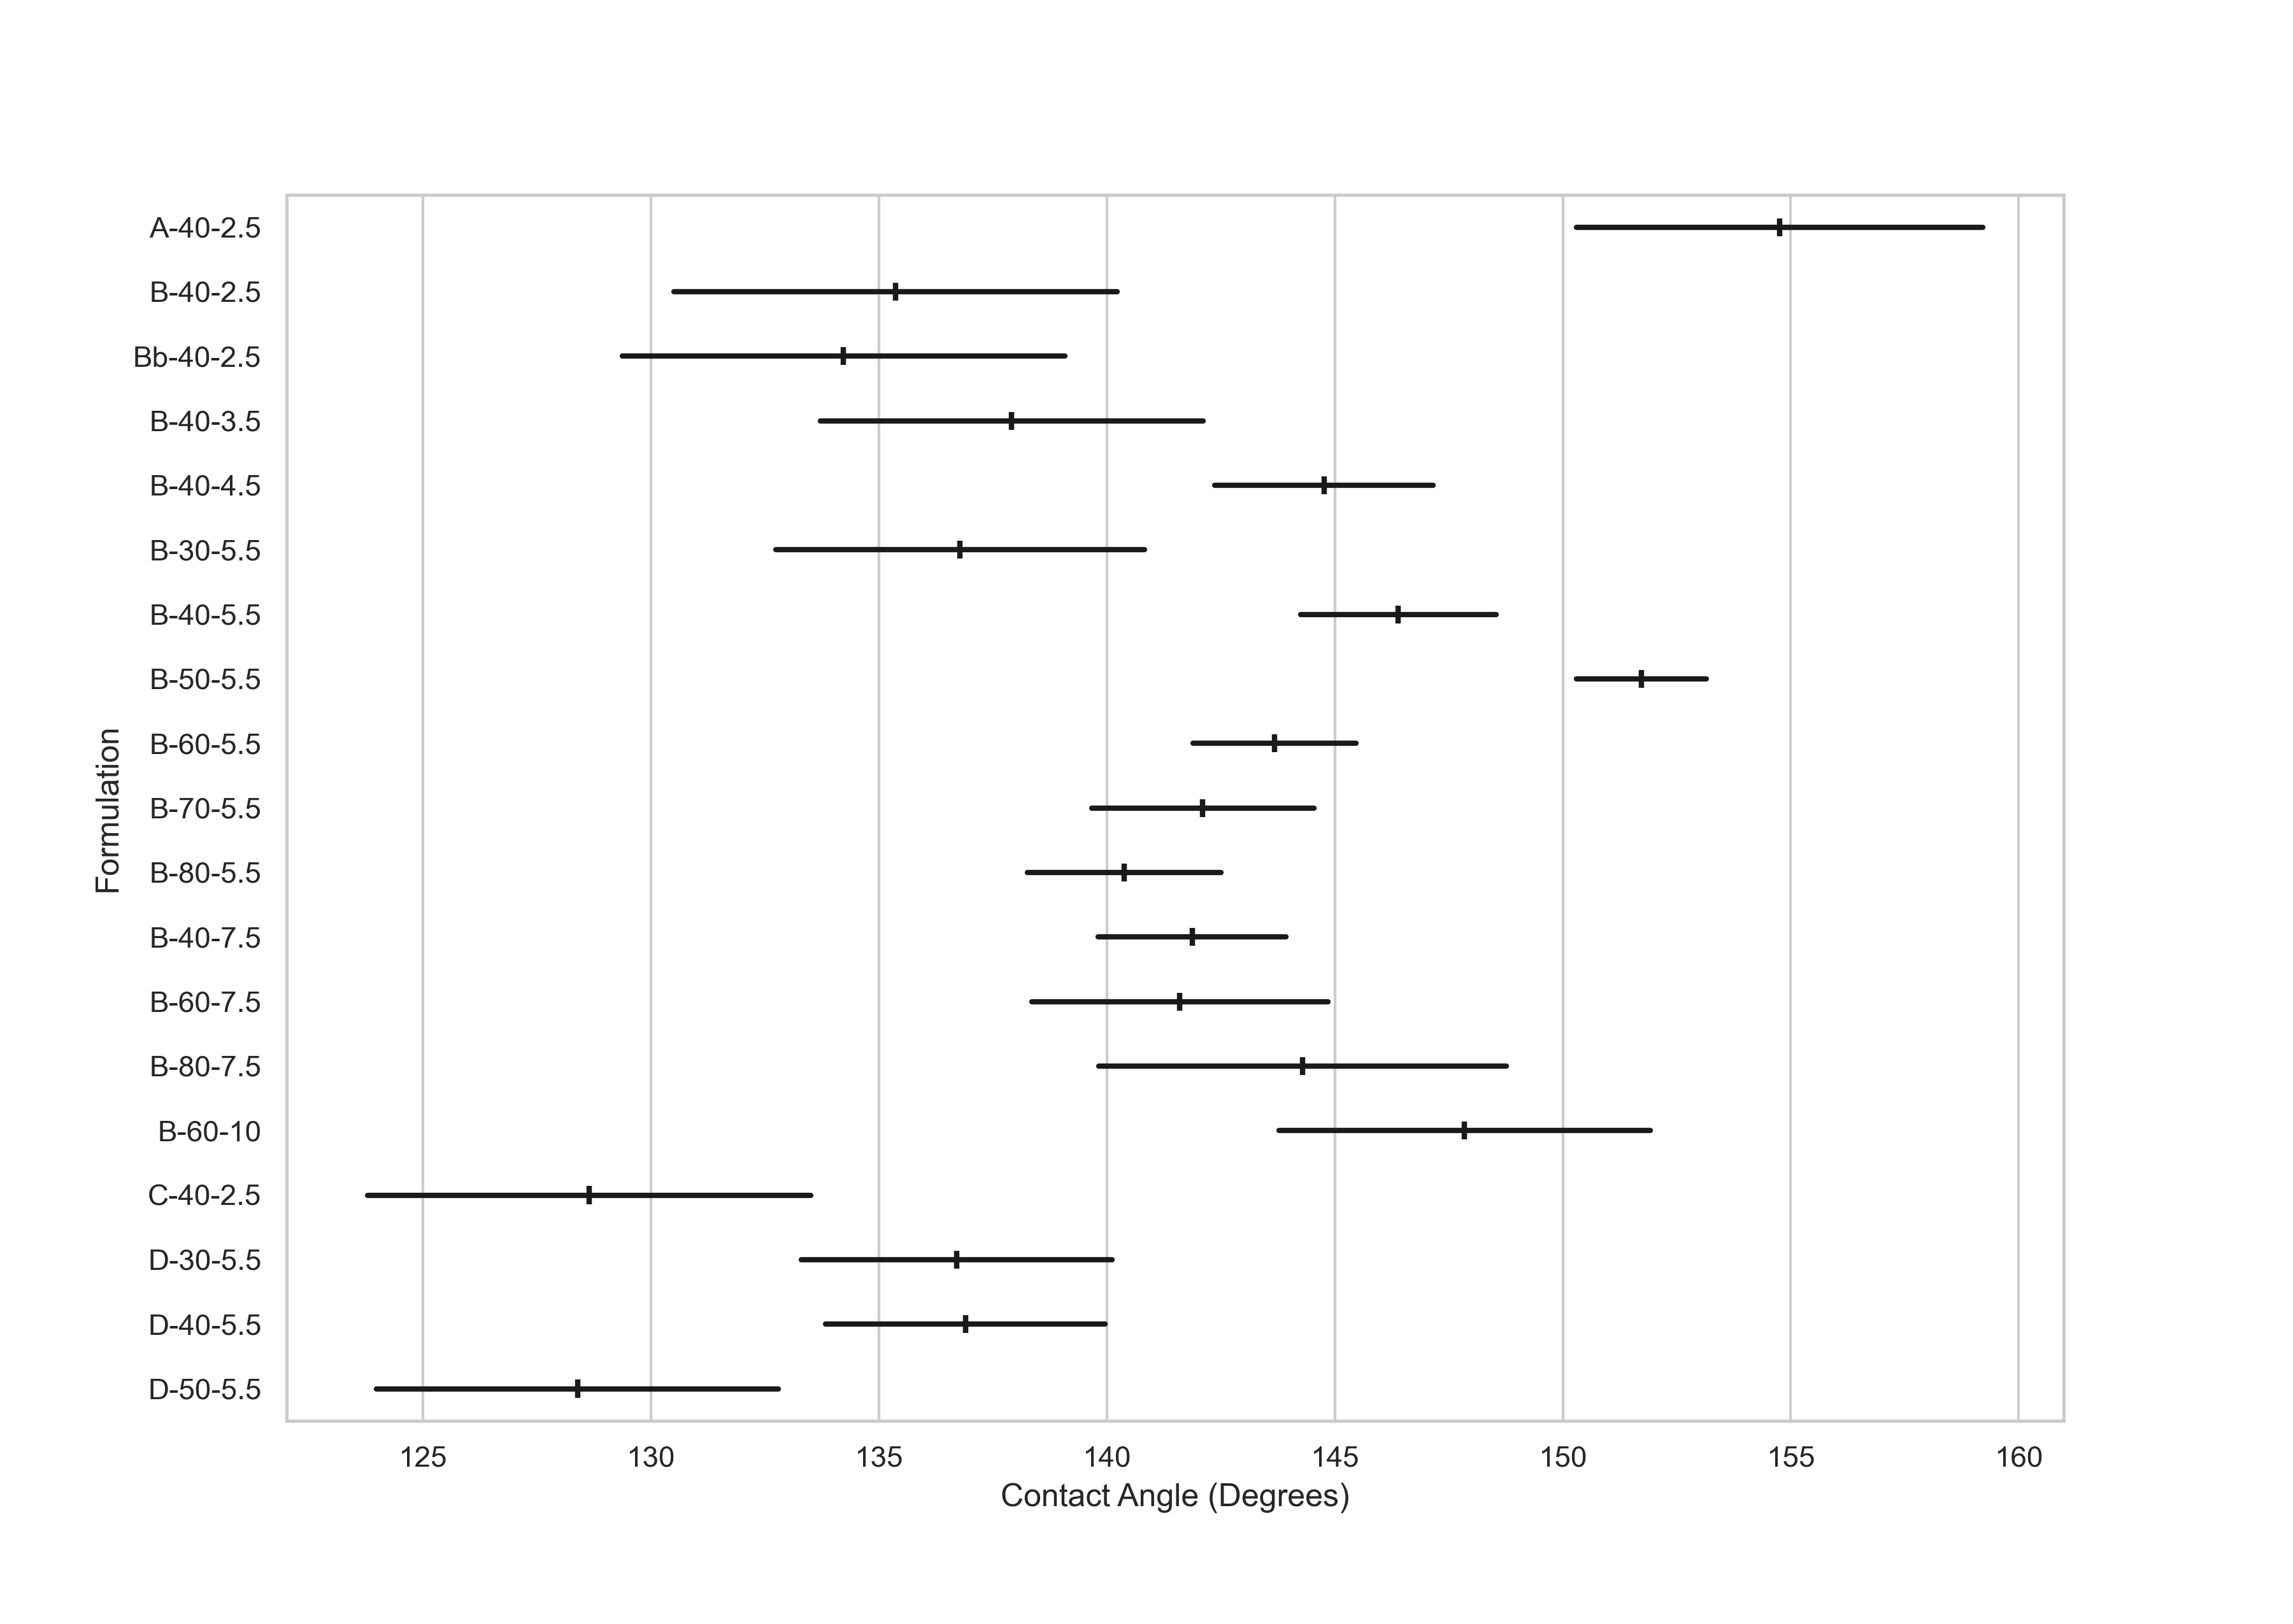 A-40-2.5
B-40-2.5
Bb-40-2.5
B-40-3.5
B-40-4.5
B-30-5.5
B-40-5.5
B-50-5.5
B-60-5.5
B-70-5.5
B-80-5.5
B-40-7.5
B-60-7.5
B-80-7.5
B-60-10
C-40-2.5
D-30-5.5
D-40-5.5
D-50-5.5
Formulation
125 130 135 140 145 150 155 160
Contact Angle (Degrees)